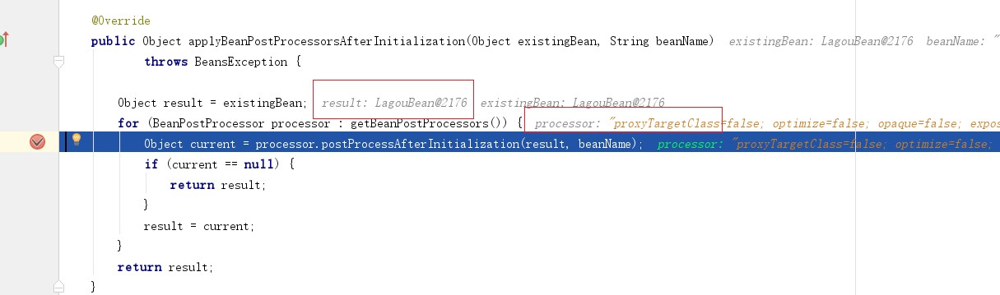 @Override
public Object applyBeanPostProcessorsAfterInitialization(Object existingBean, String beanName) existingBean: LagouBean@2176 beanName: "
throws BeansException {
Object result = existingBean; result: LagouBean@2176 existingBean: LagouBean@2176
for (BeanPostProcessor processor : getBeanPostProcessors()) { processor: "proxyTargetClass=false; optimize=false; opaque=false; expos
Object current = processor.postProcessAfterInitialization(result, beanName); processor: "proxyTargetClass=false; optimize=false;
if (current == null) {
return result;
}
result = current;
}
return result;
}